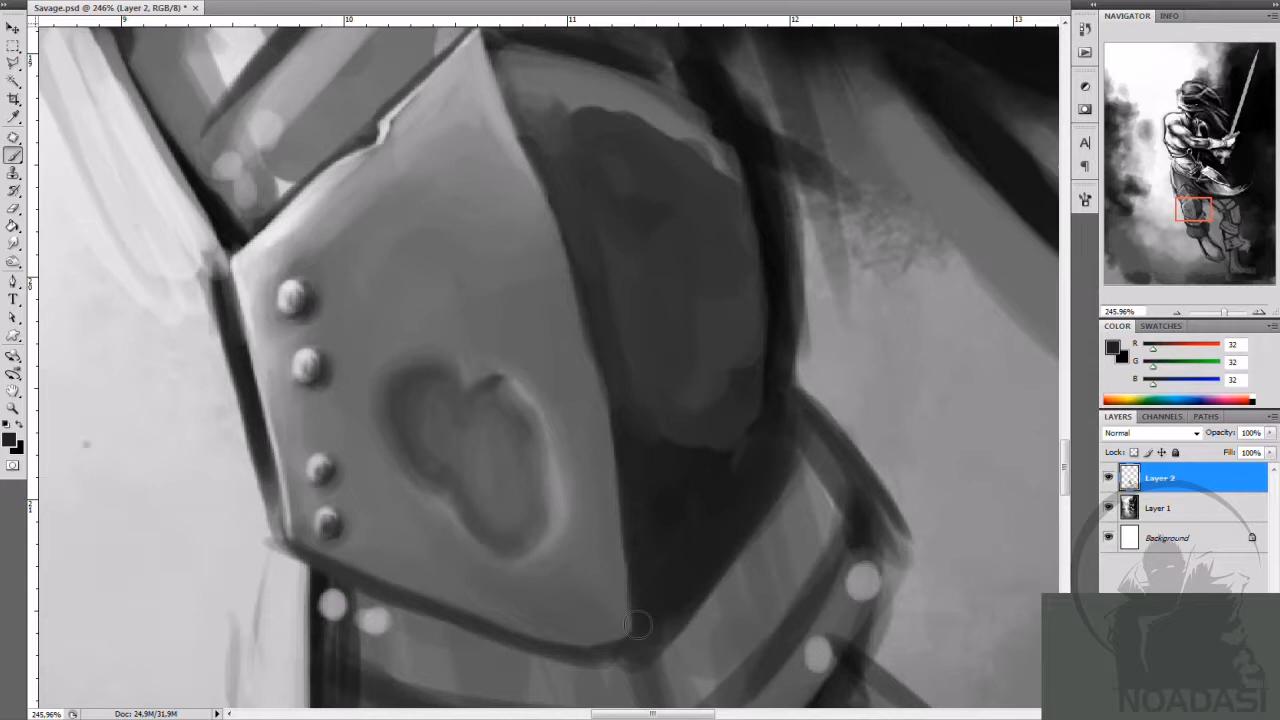 Savage.psd @ 246% (Layer 2, RGB/8) * ×
9 10 11 12 13
NAVIGATOR INFO
245.96%
COLOR SWATCHES
R 32
G 32
B 32
LAYERS CHANNELS PATHS
Normal Opacity: 100%
Lock: Fill: 100%
Layer 2
Layer 1
Background
NOADASI
245,96% Doc: 24,9M/31,9M